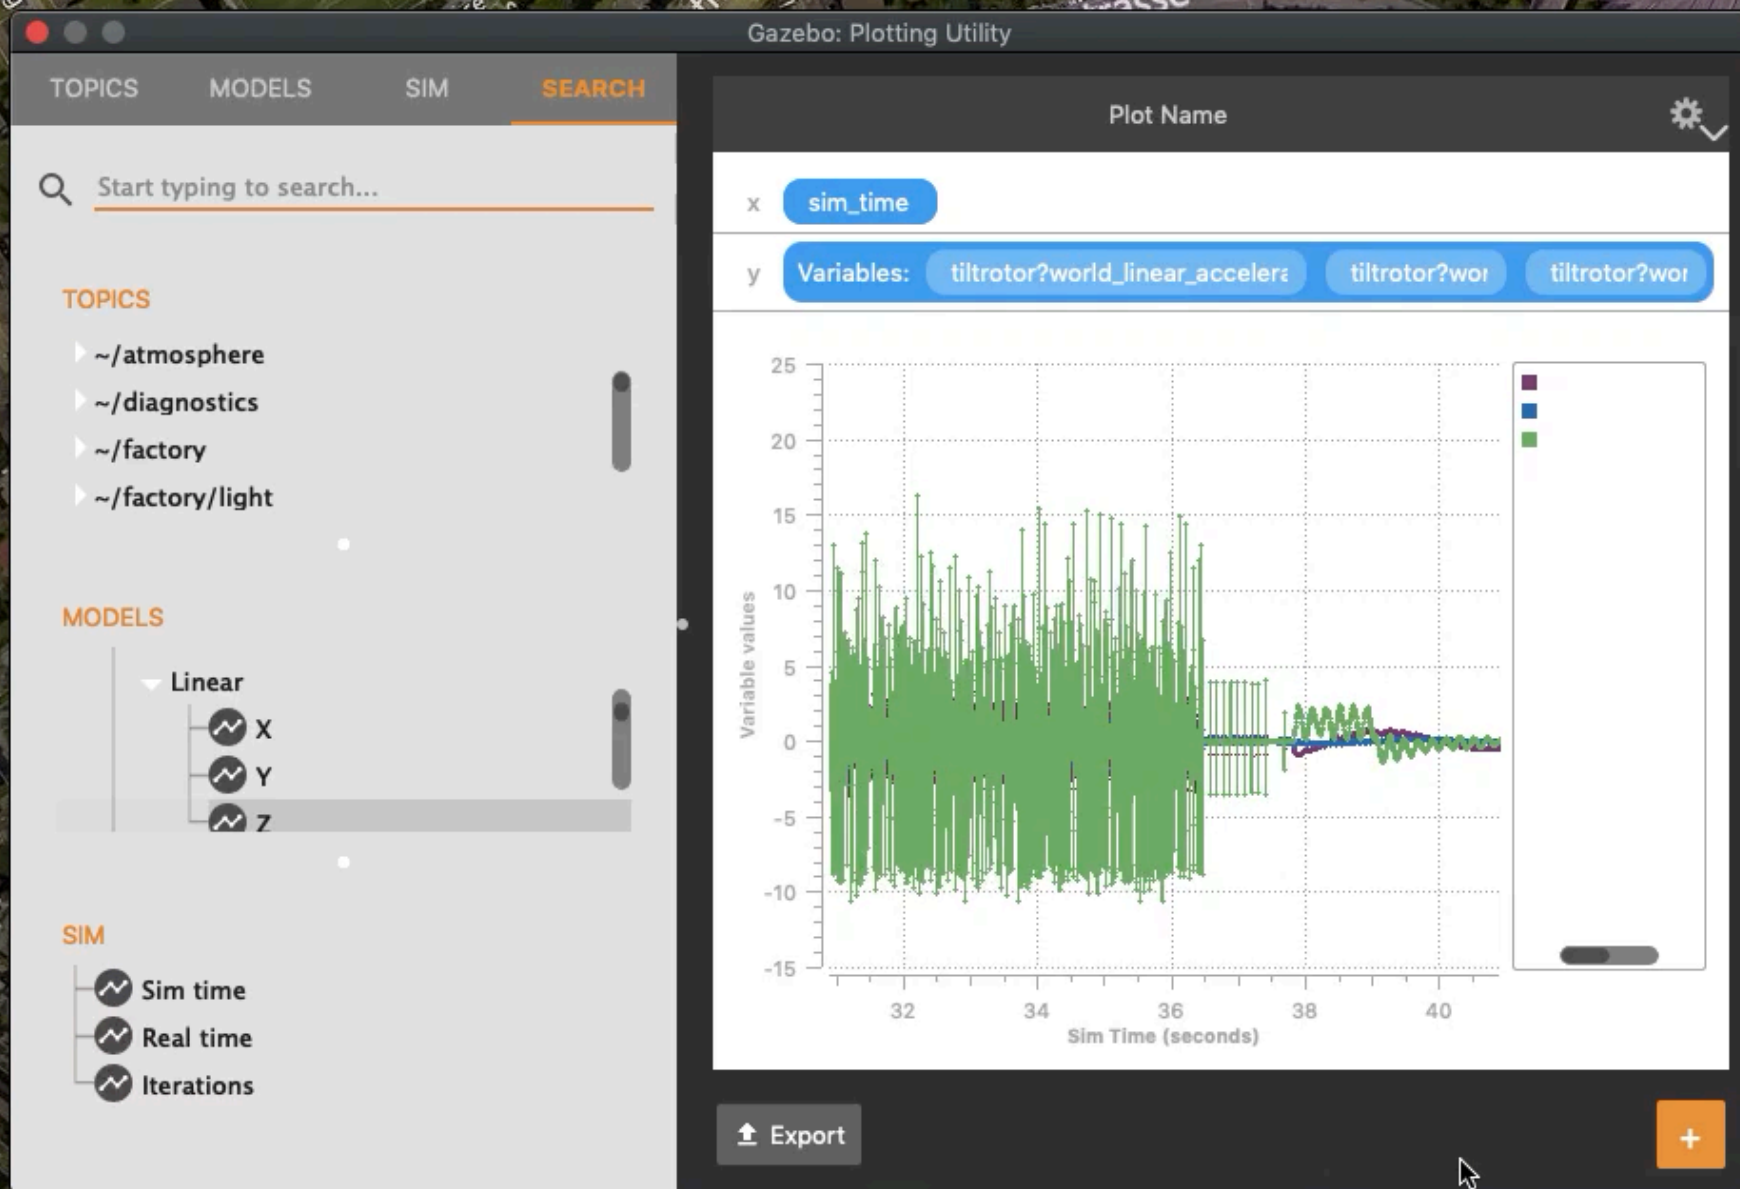 Gazebo: Plotting Utility
TOPICS MODELS SIM SEARCH
Start typing to search...
TOPICS
~/atmosphere
~/diagnostics
~/factory
~/factory/light
MODELS
Linear
X
Y
Z
SIM
Sim time
Real time
Iterations
Plot Name
x sim_time
y Variables: tiltrotor?world_linear_accelera tiltrotor?wor tiltrotor?wor
25
20
15
10
5
0
-5
-10
-15
Variable values
32 34 36 38 40
Sim Time (seconds)
Export
+